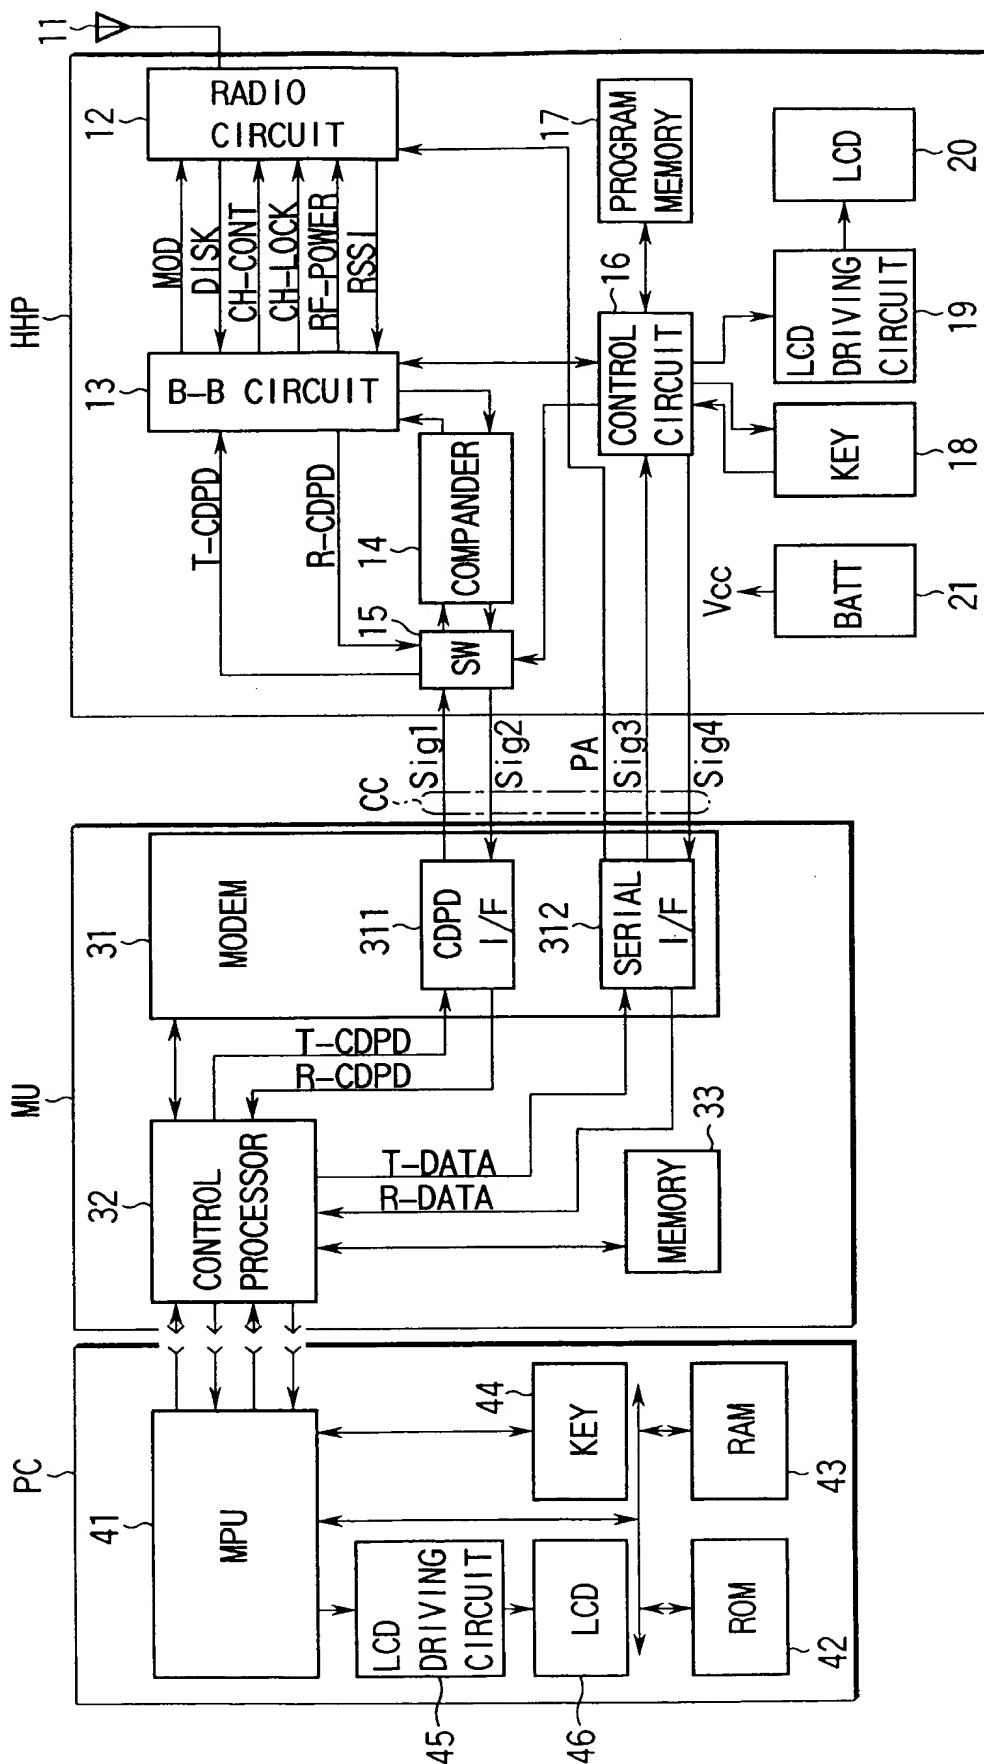 PC
41
MPU
45
LCD
DRIVING
CIRCUIT
46
LCD
44
KEY
42
ROM
43
RAM
MU
32
CONTROL
PROCESSOR
31
MODEM
T-CDPD
R-CDPD
311
CDPD
I/F
T-DATA
R-DATA
312
SERIAL
I/F
33
MEMORY
CC
Sig1
Sig2
PA
Sig3
Sig4
HHP
11
12
RADIO
CIRCUIT
MOD
DISK
CH-CONT
CH-LOCK
RF-POWER
RSSI
13
B-B CIRCUIT
T-CDPD
R-CDPD
14
COMPANDER
15
SW
16
CONTROL
CIRCUIT
17
PROGRAM
MEMORY
Vcc
BATT
21
KEY
18
LCD
DRIVING
CIRCUIT
19
LCD
20